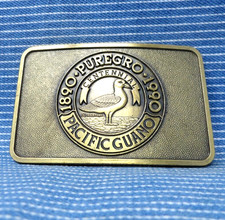 1890 · PUREGRO · 1990
CENTENNIAL
PACIFIC GUANO